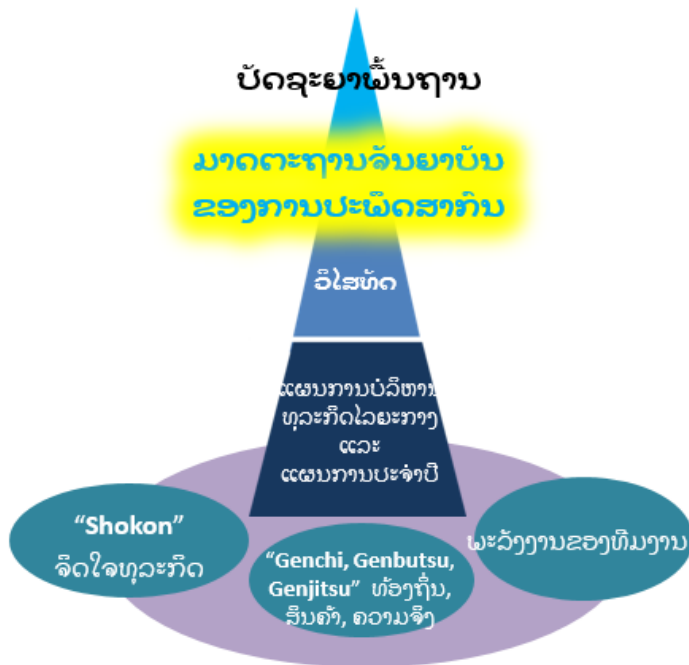 ປັດຊະຍາພື້ນຖານ
ມາດຕະຖານຈັນຍາບັນ
ຂອງການປະພຶດສາກົນ
ວິໄສທັດ
ແຜນການບໍລິຫານ
ທຸລະກິດໄລຍະກາງ
ແລະ
ແຜນການປະຈຳປີ
“Shokon”
ຈິດໃຈທຸລະກິດ
“Genchi, Genbutsu,
Genjitsu” ທ້ອງຖິ່ນ,
ສິນຄ້າ, ຄວາມຈິງ
ພະລັງງານຂອງທີມງານ